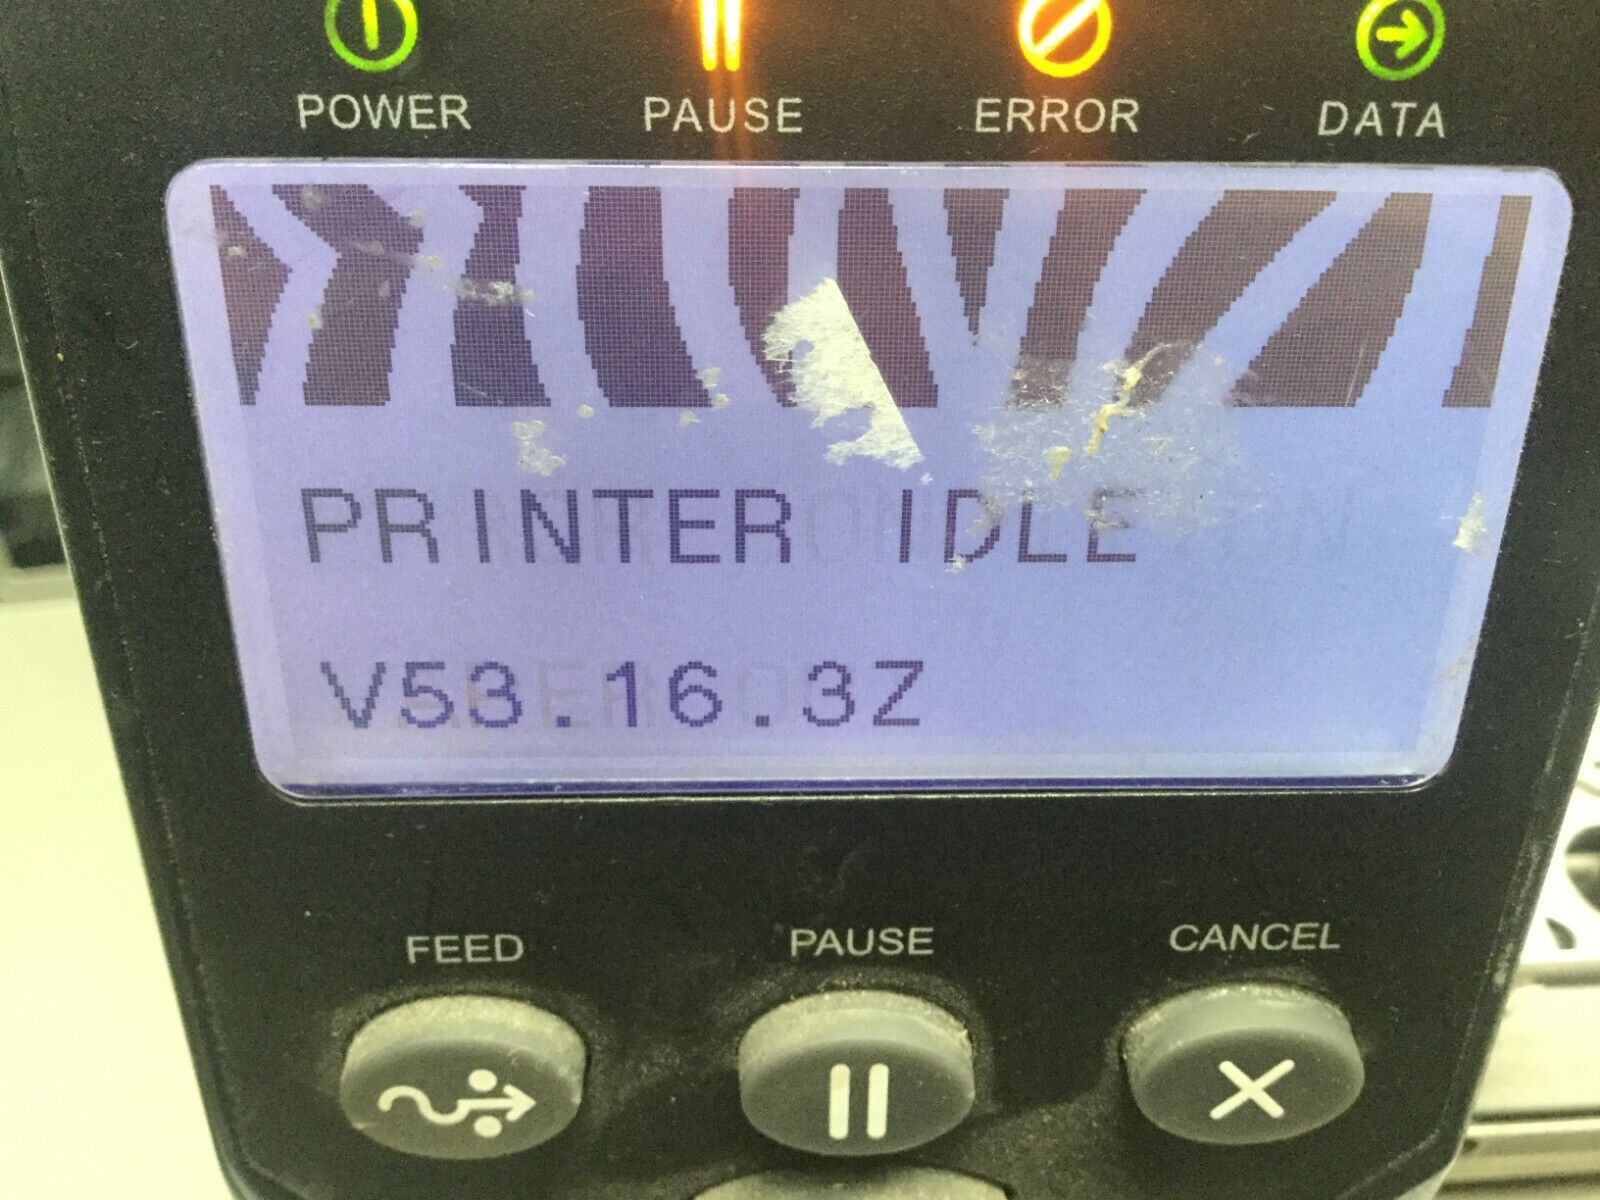 POWER PAUSE ERROR DATA
PRINTER IDLE
V53.16.3Z
FEED PAUSE CANCEL